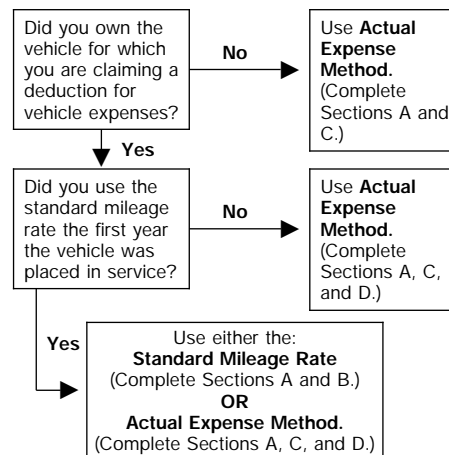 Did you own the
vehicle for which
you are claiming a
deduction for
vehicle expenses?
No
Use Actual
Expense
Method.
(Complete
Sections A and
C.)
Yes
Did you use the
standard mileage
rate the first year
the vehicle was
placed in service?
No
Use Actual
Expense
Method.
(Complete
Sections A, C,
and D.)
Yes
Use either the:
Standard Mileage Rate
(Complete Sections A and B.)
OR
Actual Expense Method.
(Complete Sections A, C, and D.)